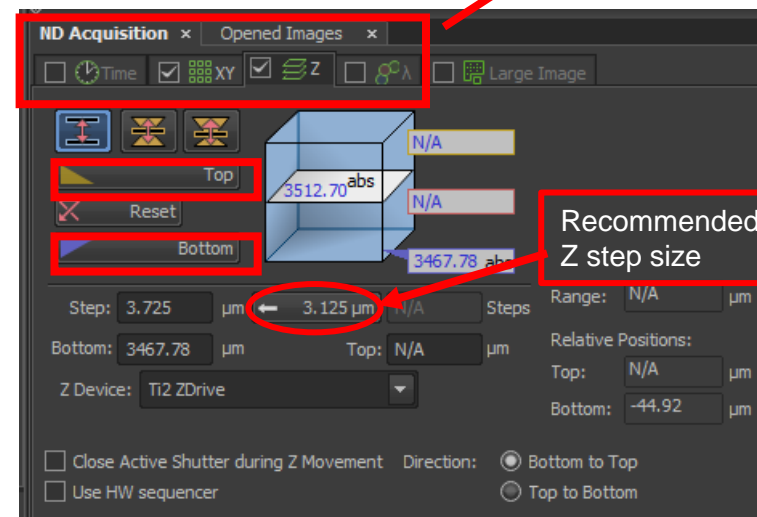 ND Acquisition × Opened Images ×
Time XY Z λ Large Image
N/A
Top
3512.70 abs
N/A
Reset
Recommended
Z step size
Bottom
3467.78 abs
Step: 3.725 µm 3.125 µm N/A Steps Range: N/A µm
Bottom: 3467.78 µm Top: N/A µm Relative Positions:
Top: N/A µm
Z Device: Ti2 ZDrive
Bottom: -44.92 µm
Close Active Shutter during Z Movement Direction: Bottom to Top
Use HW sequencer Top to Bottom